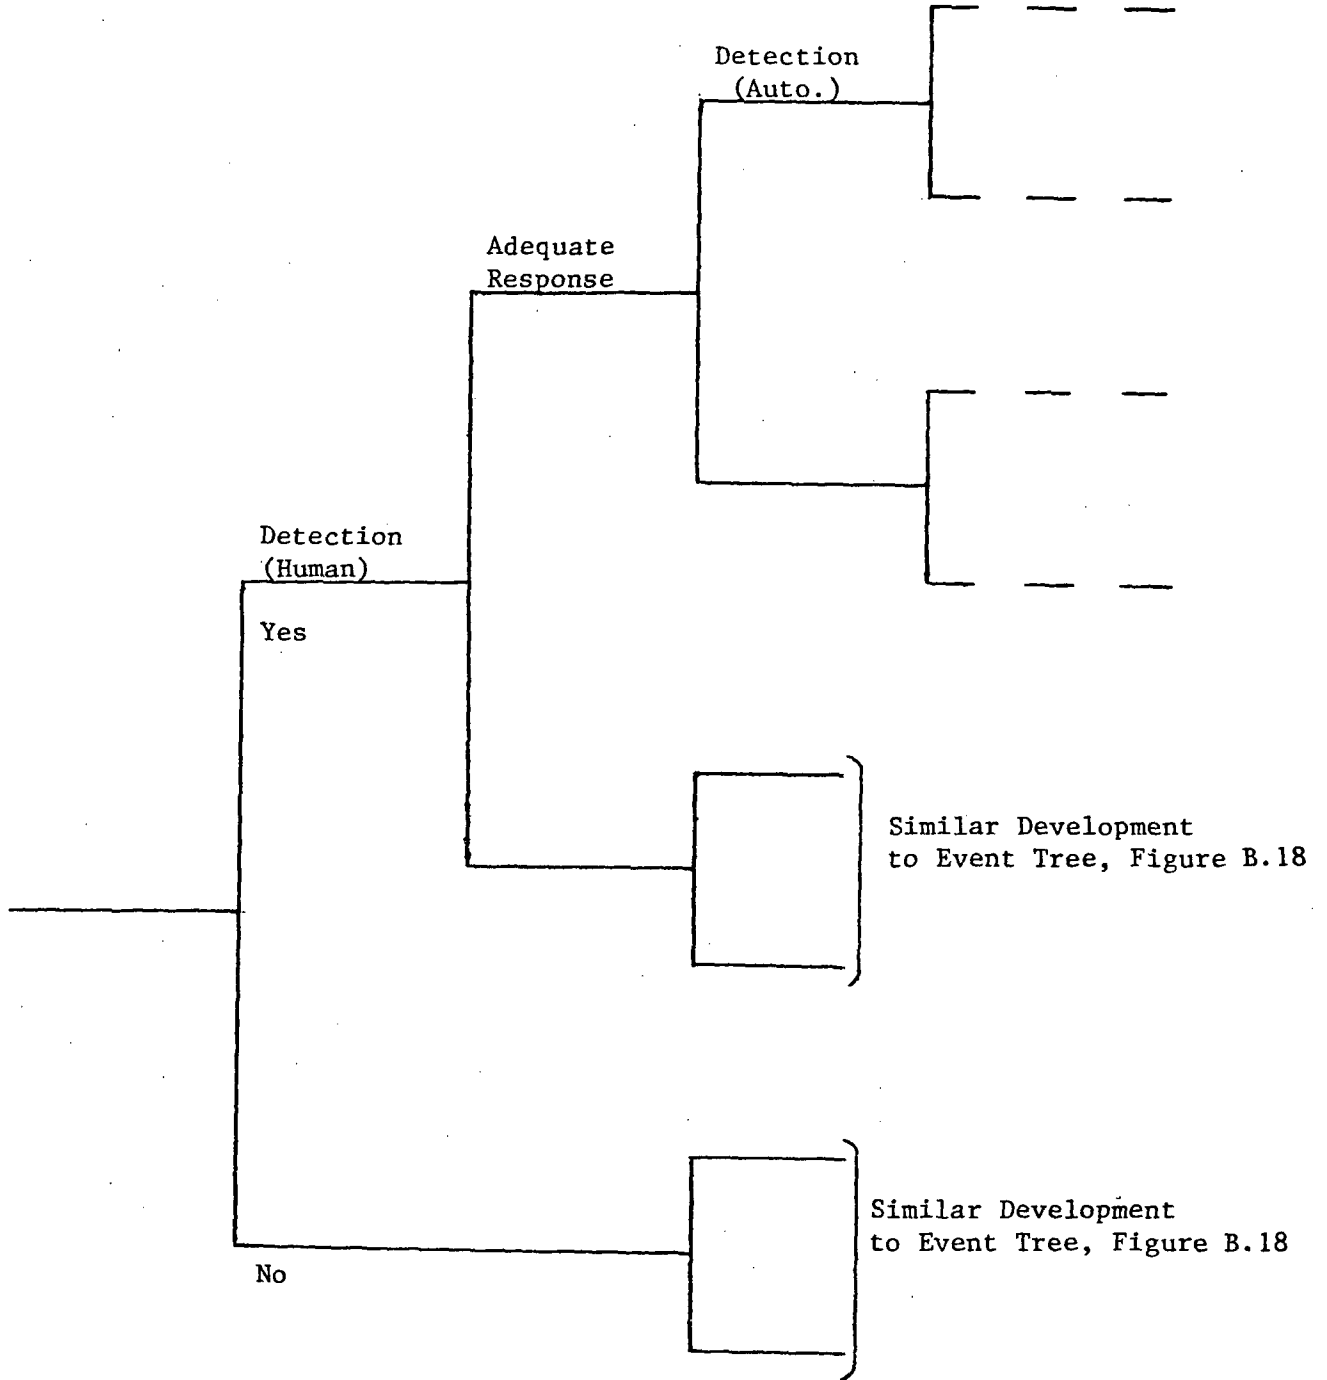 Detection
(Auto.)
Adequate
Response
Detection
(Human)
Yes
Similar Development
to Event Tree, Figure B.18
Similar Development
to Event Tree, Figure B.18
No